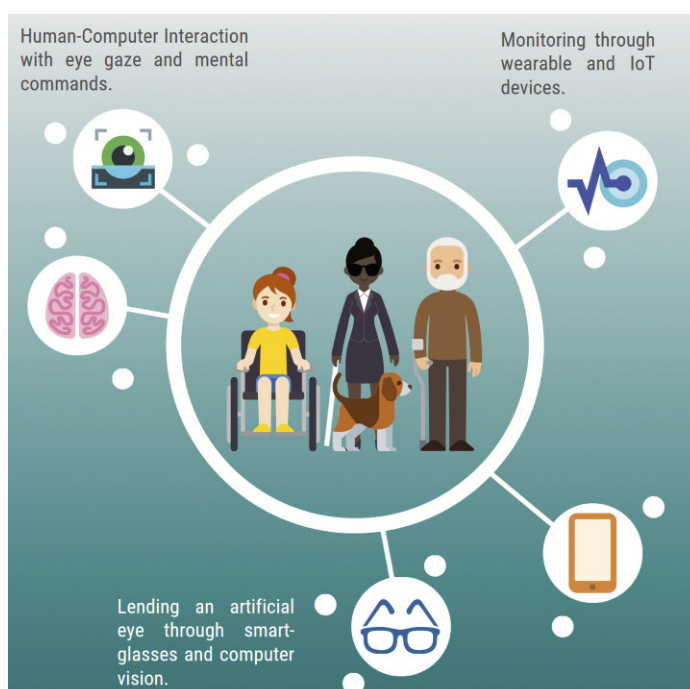 Human-Computer Interaction
with eye gaze and mental
commands.
Monitoring through
wearable and IoT
devices.
Lending an artificial
eye through smart-
glasses and computer
vision.